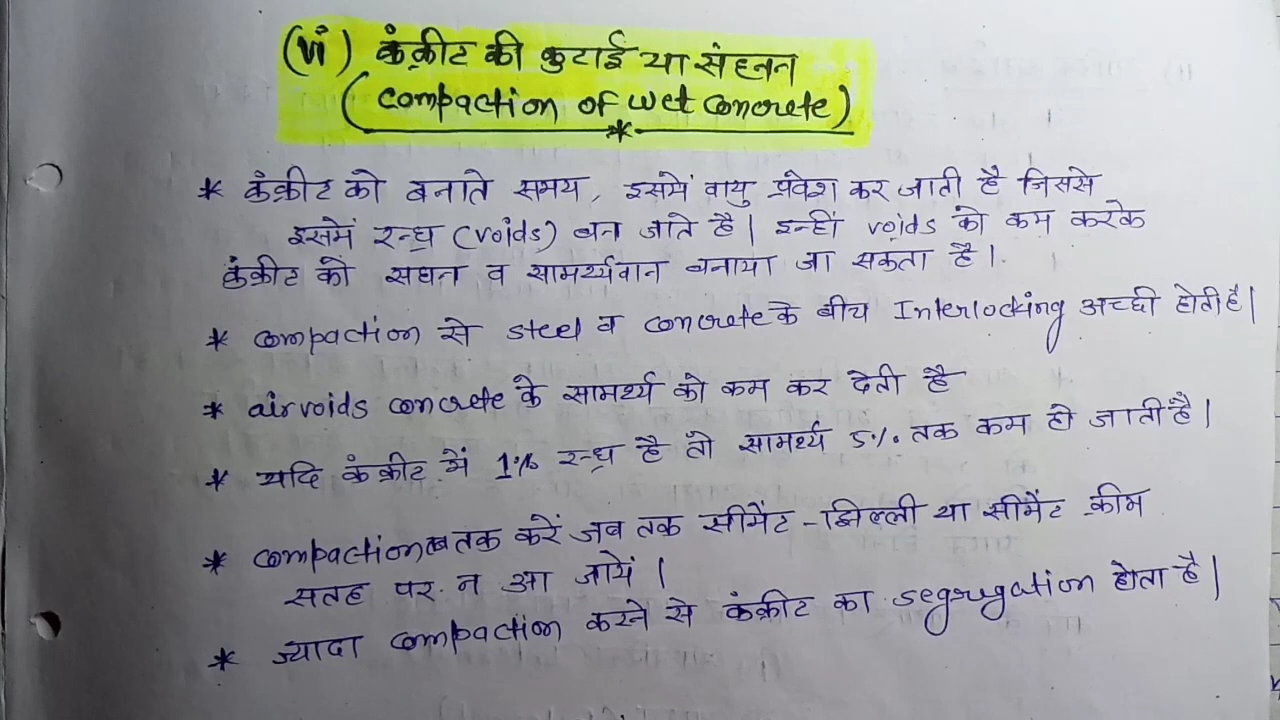 (vi) कंक्रीट की कुटाई या संहनन
(compaction of wet concrete)
* कंक्रीट को बनाते समय, इसमें वायु प्रवेश कर जाती है जिससे
इसमें रन्ध्र (voids) बन जाते है। इन्हीं voids को कम करके
कंक्रीट को सघन व सामर्थ्यवान बनाया जा सकता है।
* compaction से steel व concrete के बीच Interlocking अच्छी होती है।
* air voids concrete के सामर्थ्य को कम कर देती है
* यदि कंक्रीट में 1% रन्ध्र है तो सामर्थ्य 5% तक कम हो जाती है।
* compaction तब तक करें जब तक सीमेंट-झिल्ली या सीमेंट क्रीम
सतह पर न आ जायें।
* ज्यादा compaction करने से कंक्रीट का segregation होता है।